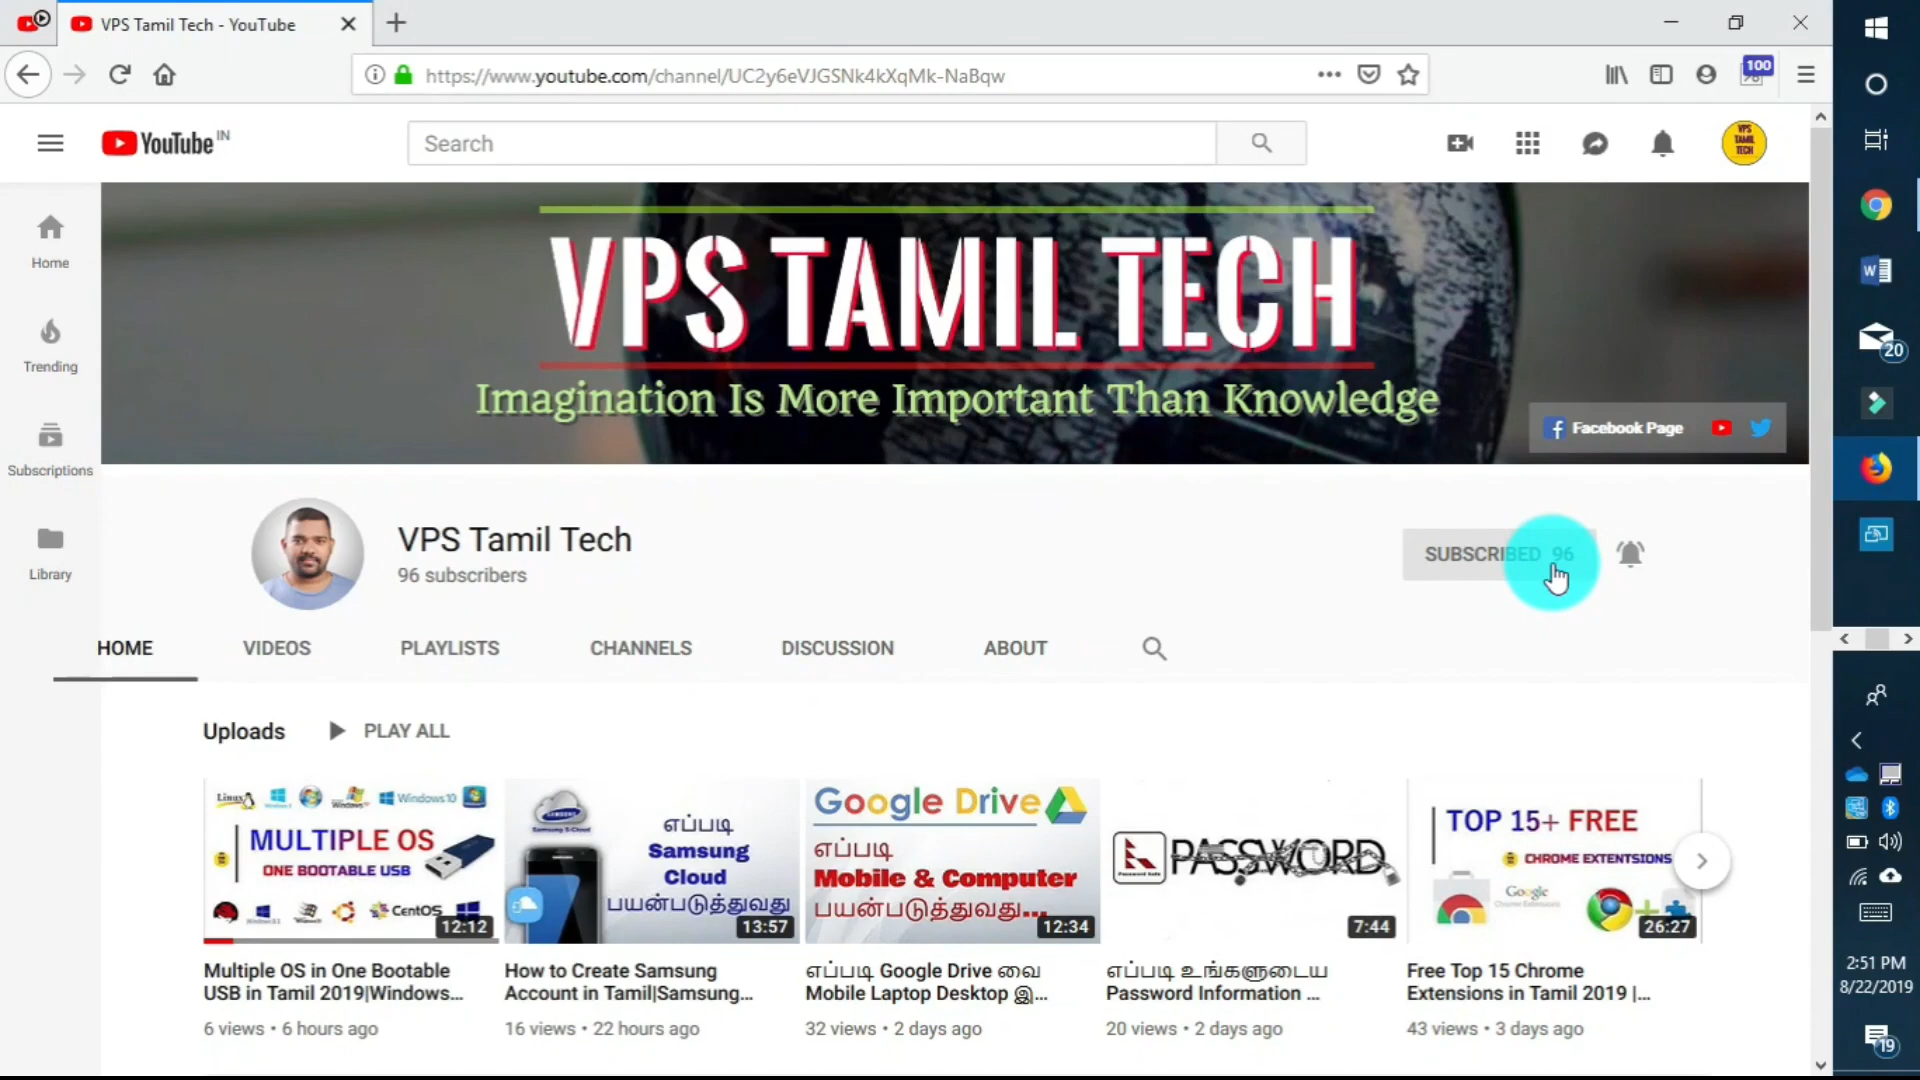 VPS Tamil Tech - YouTube
https://www.youtube.com/channel/UC2y6eVJGSNk4kXqMk-NaBqw
100
YouTube IN
Search
VPS TAMIL TECH
Home
Trending
Subscriptions
Library
VPS TAMIL TECH
Imagination Is More Important Than Knowledge
Facebook Page
VPS Tamil Tech
96 subscribers
SUBSCRIBED 96
HOME VIDEOS PLAYLISTS CHANNELS DISCUSSION ABOUT
Uploads PLAY ALL
Linux Windows10
MULTIPLE OS
ONE BOOTABLE USB
CentOS
12:12
எப்படி
Samsung
Cloud
பயன்படுத்துவது
13:57
Google Drive
எப்படி
Mobile & Computer
பயன்படுத்துவது...
12:34
PASSWORD
7:44
TOP 15+ FREE
CHROME EXTENTSIONS
Google
26:27
Multiple OS in One Bootable
USB in Tamil 2019|Windows...
6 views • 6 hours ago
How to Create Samsung
Account in Tamil|Samsung...
16 views • 22 hours ago
எப்படி Google Drive வை
Mobile Laptop Desktop இ...
32 views • 2 days ago
எப்படி உங்களுடைய
Password Information ...
20 views • 2 days ago
Free Top 15 Chrome
Extensions in Tamil 2019 |...
43 views • 3 days ago
20
2:51 PM
8/22/2019
19